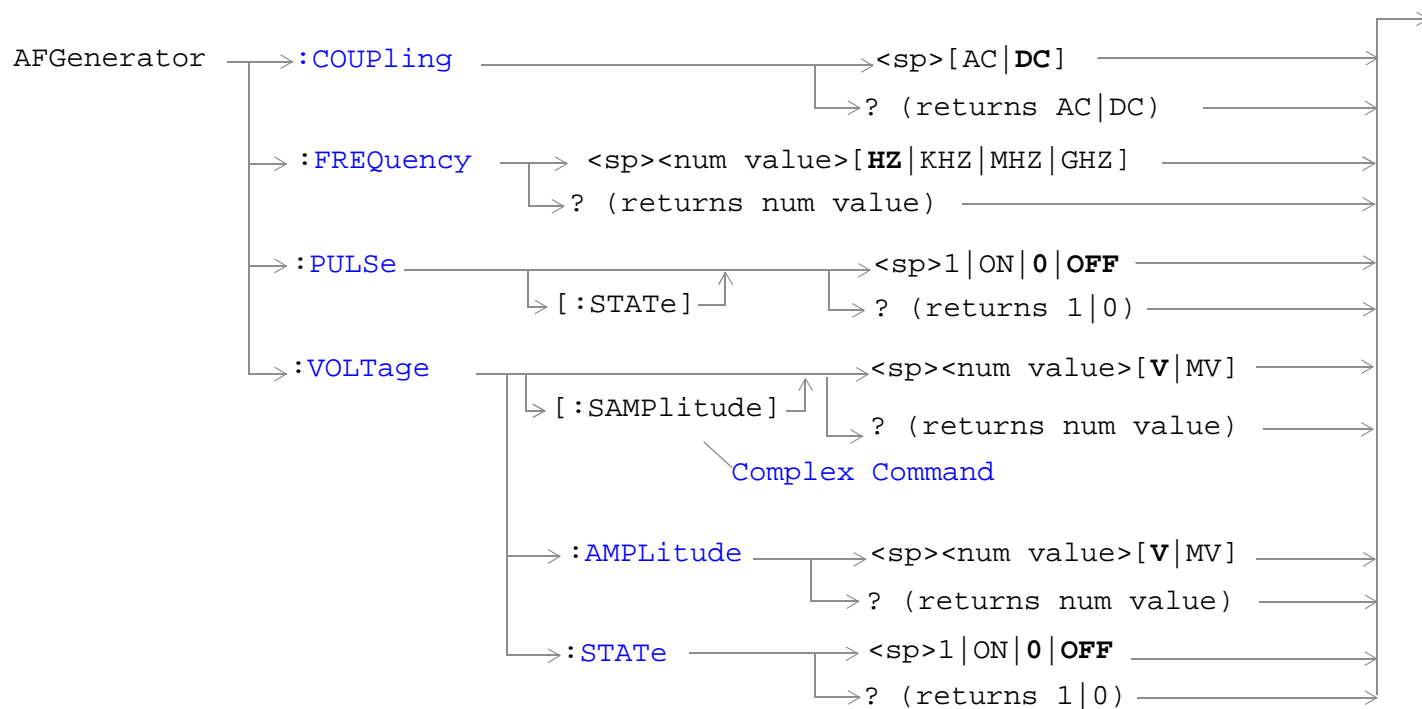 AFGenerator :COUPling <sp>[AC|DC]
? (returns AC|DC)
:FREQuency <sp><num value>[HZ|KHZ|MHZ|GHZ]
? (returns num value)
:PULSe <sp>1|ON|0|OFF
[:STATe] ? (returns 1|0)
:VOLTage <sp><num value>[V|MV]
[:SAMPlitude] ? (returns num value)
Complex Command
:AMPLitude <sp><num value>[V|MV]
? (returns num value)
:STATe <sp>1|ON|0|OFF
? (returns 1|0)